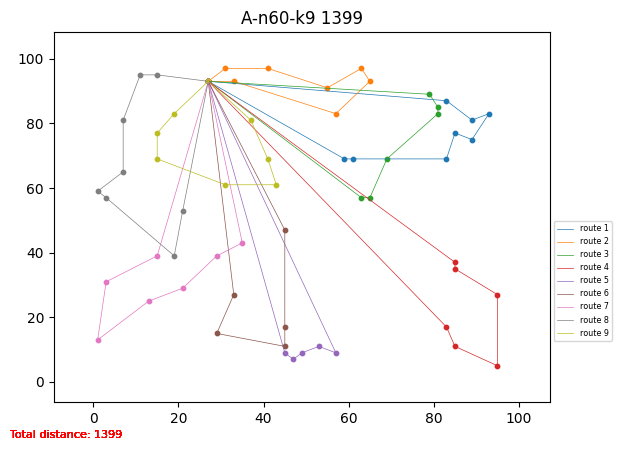 A-n60-k9 1399
100
80
60
40
20
0
0 20 40 60 80 100
route 1
route 2
route 3
route 4
route 5
route 6
route 7
route 8
route 9
Total distance: 1399